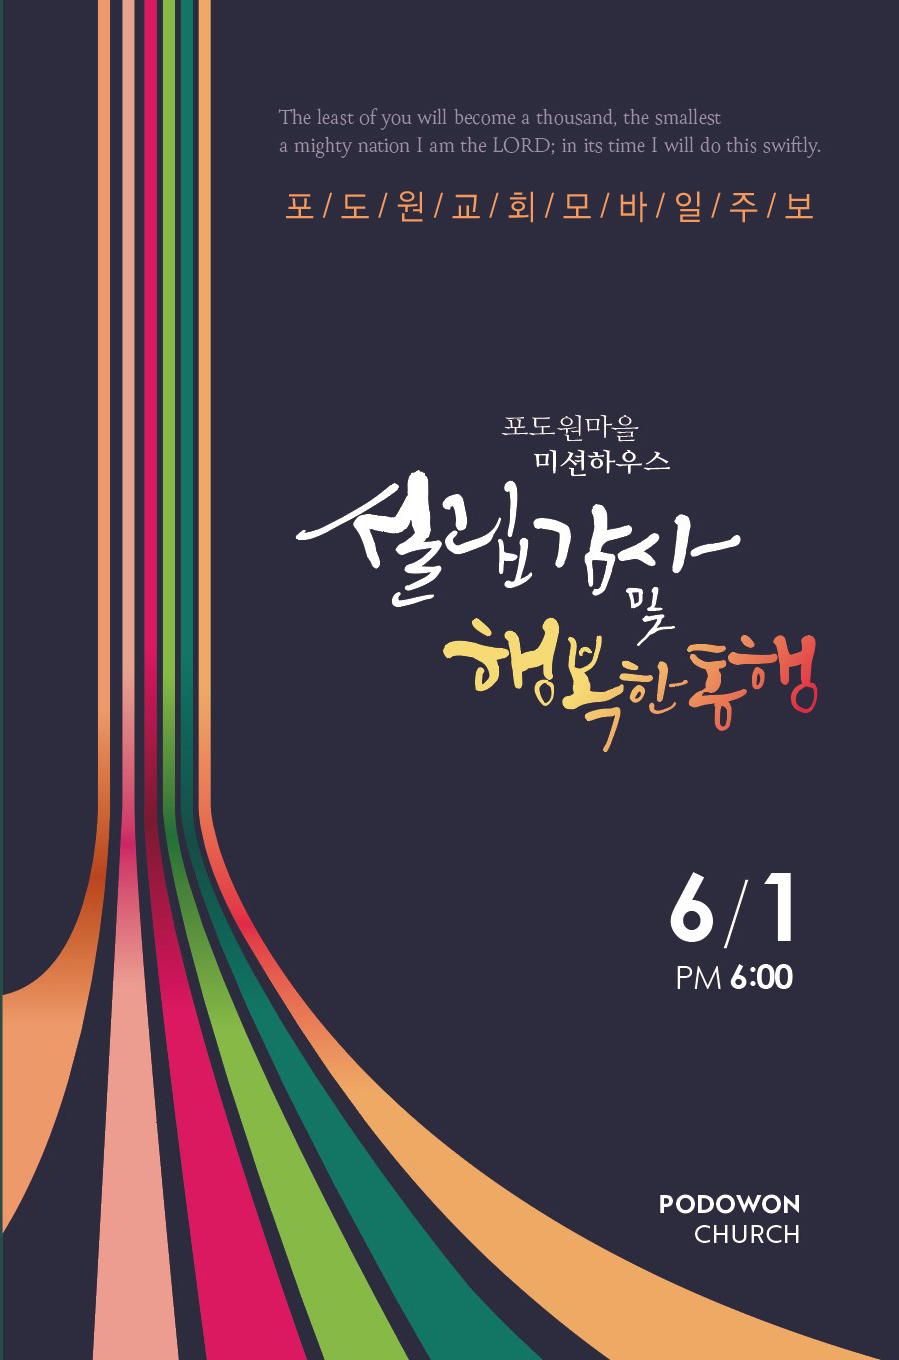 The least of you will become a thousand, the smallest
a mighty nation I am the LORD; in its time I will do this swiftly.
포/도/원/교/회/모/바/일/주/보
포도원마을
미션하우스
설립감사
및
행복한동행
6/1
PM 6:00
PODOWON
CHURCH